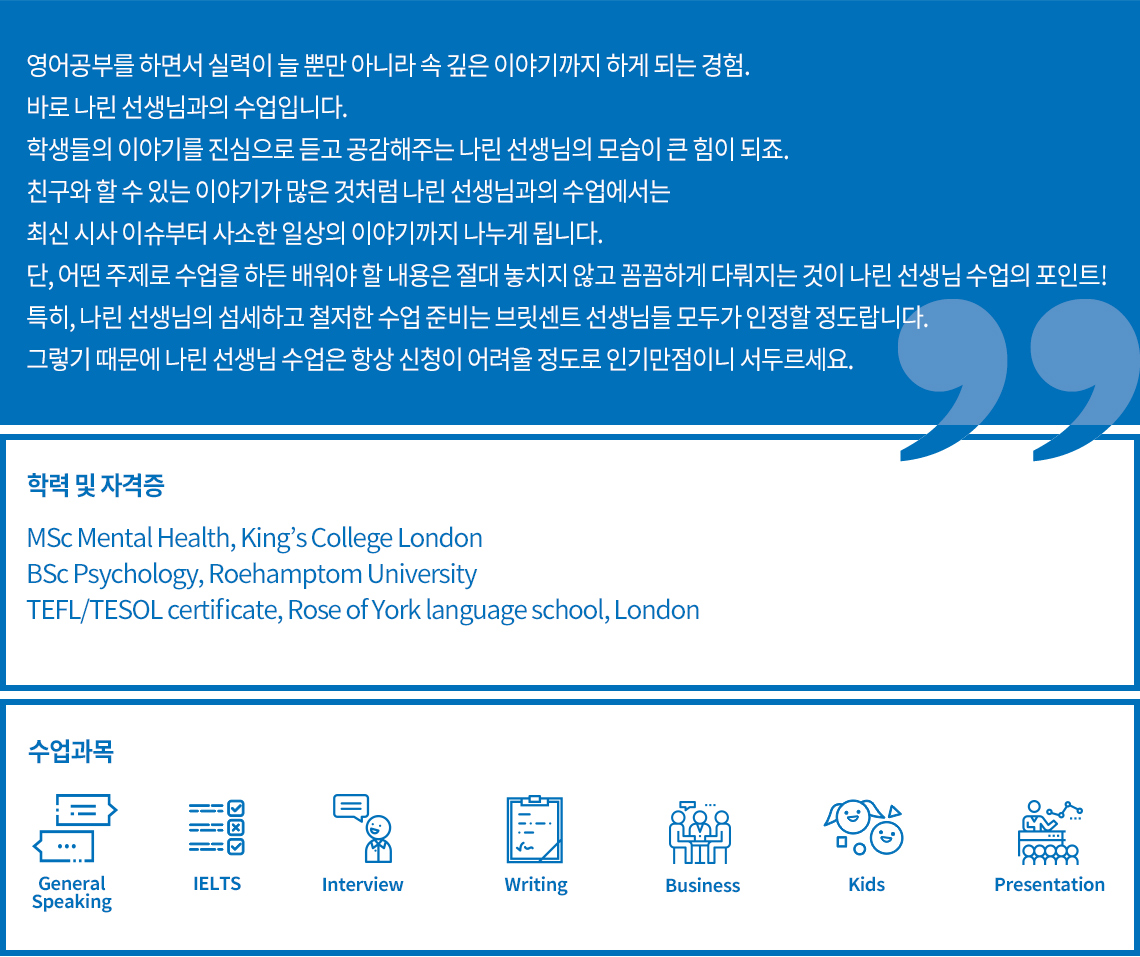 영어공부를 하면서 실력이 늘 뿐만 아니라 속 깊은 이야기까지 하게 되는 경험.
바로 나린 선생님과의 수업입니다.
학생들의 이야기를 진심으로 듣고 공감해주는 나린 선생님의 모습이 큰 힘이 되죠.
친구와 할 수 있는 이야기가 많은 것처럼 나린 선생님과의 수업에서는
최신 시사 이슈부터 사소한 일상의 이야기까지 나누게 됩니다.
단, 어떤 주제로 수업을 하든 배워야 할 내용은 절대 놓치지 않고 꼼꼼하게 다뤄지는 것이 나린 선생님 수업의 포인트!
특히, 나린 선생님의 섬세하고 철저한 수업 준비는 브릿센트 선생님들 모두가 인정할 정도랍니다.
그렇기 때문에 나린 선생님 수업은 항상 신청이 어려울 정도로 인기만점이니 서두르세요.
학력 및 자격증
MSc Mental Health, King’s College London
BSc Psychology, Roehamptom University
TEFL/TESOL certificate, Rose of York language school, London
수업과목
General
Speaking
IELTS
Interview
Writing
Business
Kids
Presentation